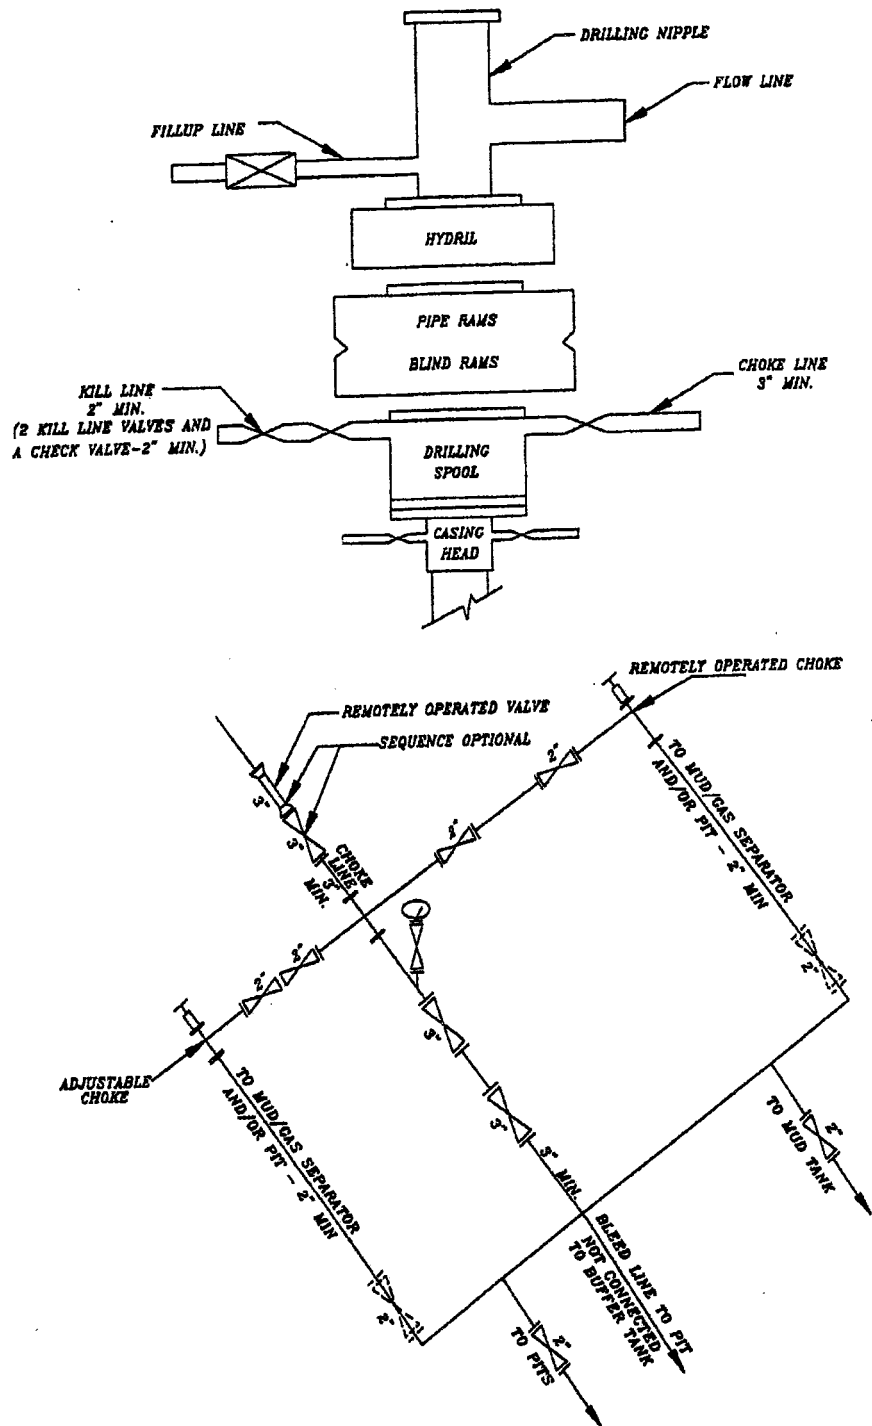 DRILLING NIPPLE
FLOW LINE
FILLUP LINE
HYDRIL
PIPE RAMS
BLIND RAMS
CHOKE LINE
3" MIN.
KILL LINE
2" MIN.
(2 KILL LINE VALVES AND
A CHECK VALVE-2" MIN.)
DRILLING
SPOOL
CASING
HEAD
REMOTELY OPERATED CHOKE
REMOTELY OPERATED VALVE
SEQUENCE OPTIONAL
3"
3"
CHOKE
LINE
3"
MIN.
2"
2"
TO MUD/GAS SEPARATOR
AND/OR PIT - 2" MIN
2"
2"
2"
ADJUSTABLE
CHOKE
TO MUD/GAS SEPARATOR
AND/OR PIT - 2" MIN
2"
3"
3"
3" MIN.
BLEED LINE TO PIT
NOT CONNECTED
TO BUFFER TANK
2"
TO MUD TANK
2"
TO PITS